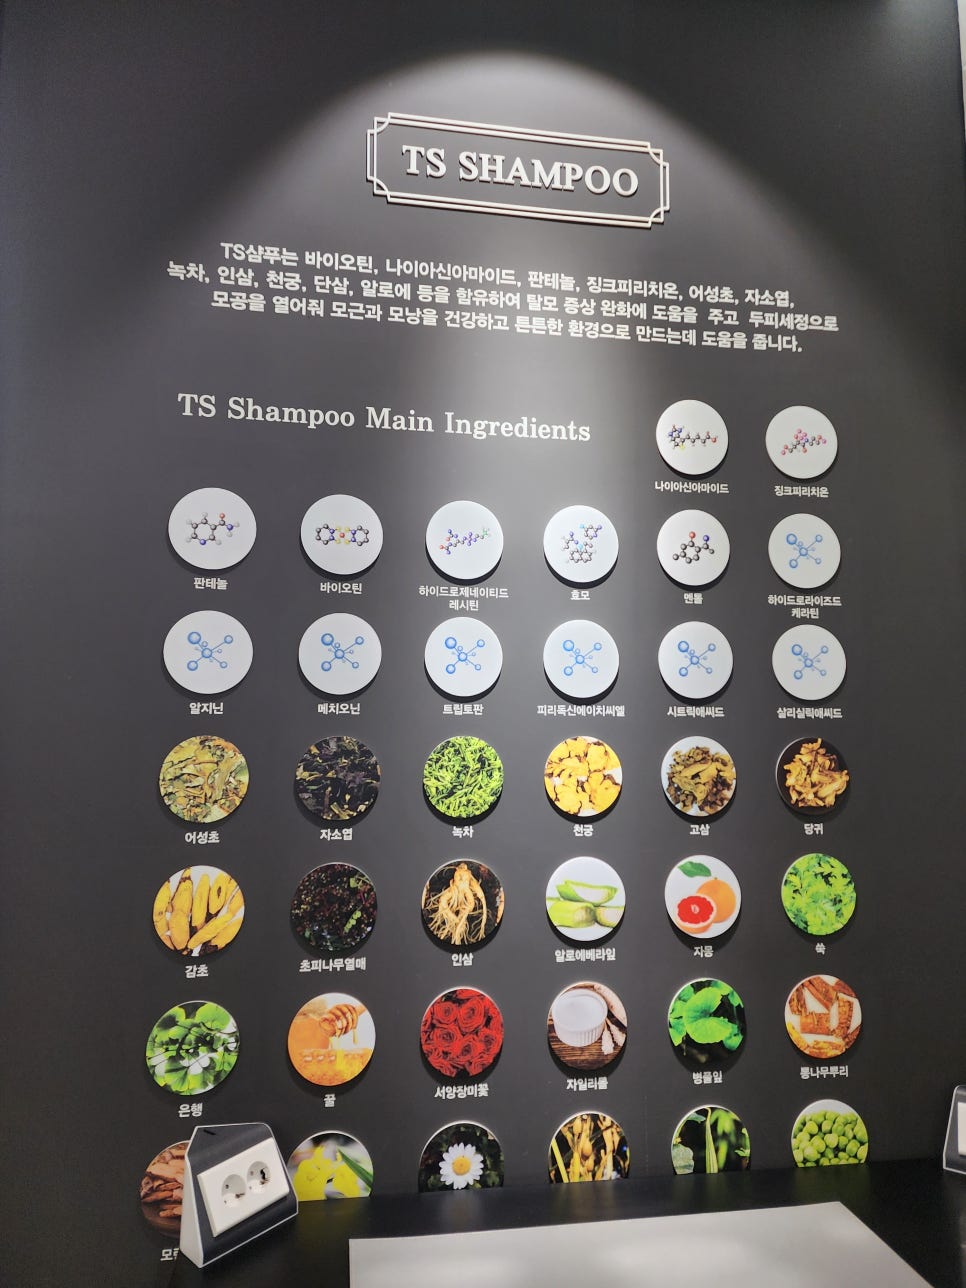 TS SHAMPOO
TS샴푸는 바이오틴, 나이아신아마이드, 판테놀, 징크피리치온, 어성초, 자소엽,
녹차, 인삼, 천궁, 단삼, 알로에 등을 함유하여 탈모 증상 완화에 도움을 주고 두피세정으로
모공을 열어줘 모근과 모낭을 건강하고 튼튼한 환경으로 만드는데 도움을 줍니다.
TS Shampoo Main Ingredients
나이아신아마이드
징크피리치온
판테놀
바이오틴
하이드로제네이티드
레시틴
효모
멘톨
하이드로라이즈드
케라틴
알지닌
메치오닌
트립토판
피리독신에이치씨엘
시트릭애씨드
살리실릭애씨드
어성초
자소엽
녹차
천궁
고삼
당귀
감초
초피나무열매
인삼
알로에베라잎
자몽
쑥
은행
꿀
서양장미꽃
자일리톨
병풀잎
뽕나무뿌리